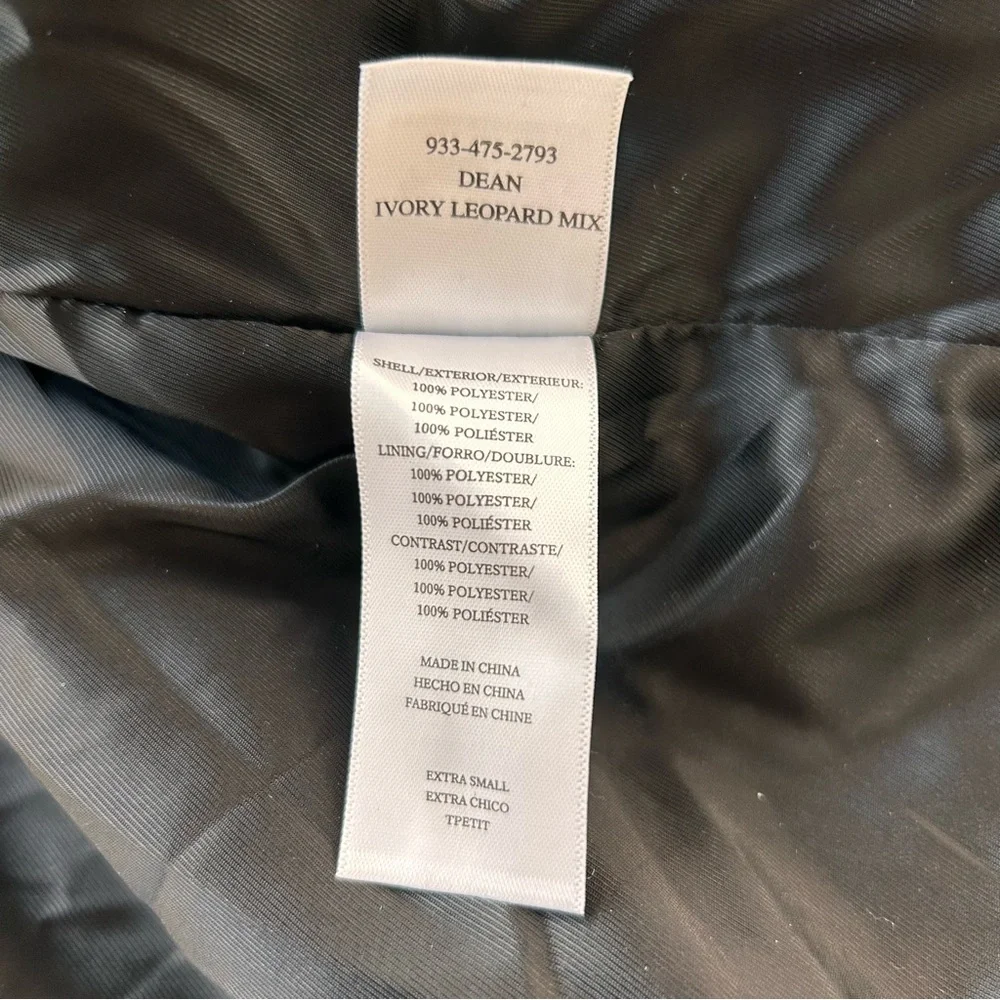 933-475-2793
DEAN
IVORY LEOPARD MIX
SHELL/EXTERIOR/EXTERIEUR:
100% POLYESTER/
100% POLYESTER/
100% POLIÉSTER
LINING/FORRO/DOUBLURE:
100% POLYESTER/
100% POLYESTER/
100% POLIÉSTER
CONTRAST/CONTRASTE/
100% POLYESTER/
100% POLYESTER/
100% POLIÉSTER
MADE IN CHINA
HECHO EN CHINA
FABRIQUÉ EN CHINE
EXTRA SMALL
EXTRA CHICO
TPETIT